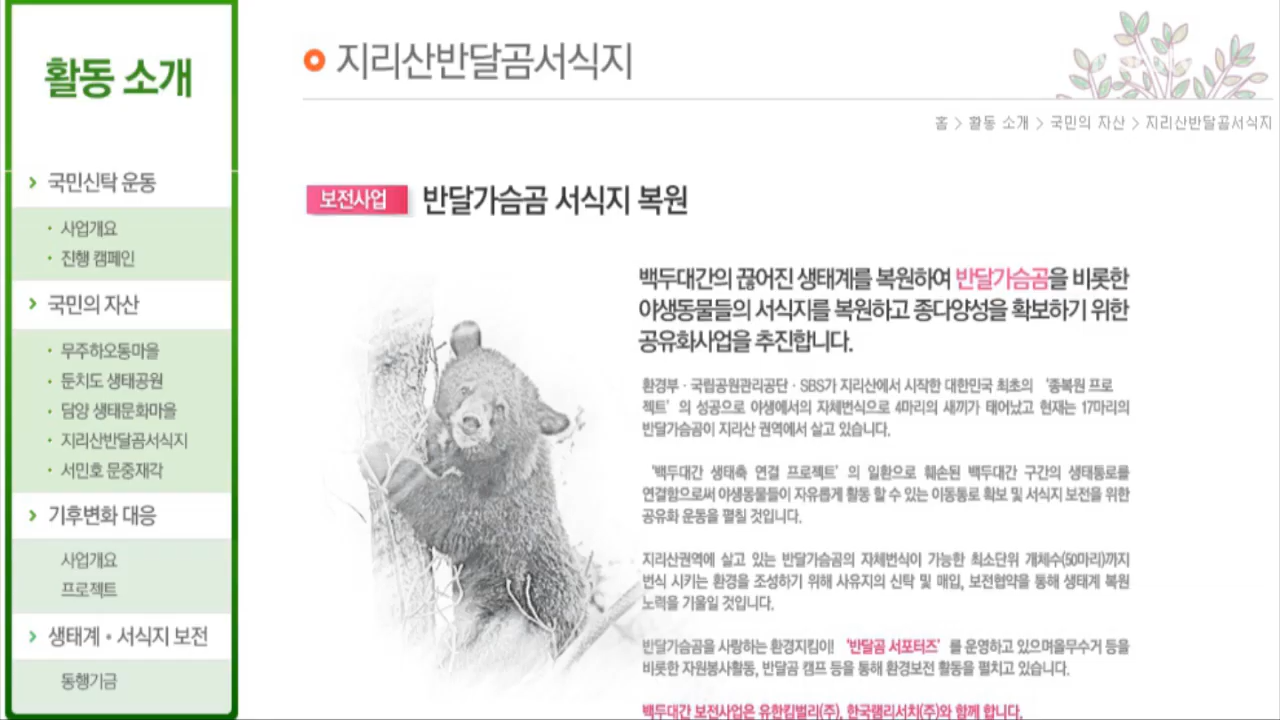 활동 소개
국민신탁 운동
사업개요
진행 캠페인
국민의 자산
무주하오통마을
둔치도 생태공원
담양 생태문화마을
지리산반달곰서식지
서민호 문중재각
기후변화 대응
사업개요
프로젝트
생태계 • 서식지 보전
동행기금
지리산반달곰서식지
홈 > 활동 소개 > 국민의 자산 > 지리산반달곰서식지
보전사업 반달가슴곰 서식지 복원
백두대간의 끊어진 생태계를 복원하여 반달가슴곰을 비롯한
야생동물들의 서식지를 복원하고 종다양성을 확보하기 위한
공유화사업을 추진합니다.
환경부 · 국립공원관리공단 · SBS가 지리산에서 시작한 대한민국 최초의 ‘종복원 프로
젝트’의 성공으로 야생에서의 자체번식으로 4마리의 새끼가 태어났고 현재는 17마리의
반달가슴곰이 지리산 권역에서 살고 있습니다.
‘백두대간 생태축 연결 프로젝트’의 일환으로 훼손된 백두대간 구간의 생태통로를
연결함으로써 야생동물들이 자유롭게 활동 할 수 있는 이동통로 확보 및 서식지 보전을 위한
공유화 운동을 펼칠 것입니다.
지리산권역에 살고 있는 반달가슴곰의 자체번식이 가능한 최소단위 개체수(50마리)까지
번식 시키는 환경을 조성하기 위해 사유지의 신탁 및 매입, 보전협약을 통해 생태계 복원
노력을 기울일 것입니다.
반달가슴곰을 사랑하는 환경지킴이! ‘반달곰 서포터즈’를 운영하고 있으며올무수거 등을
비롯한 자원봉사활동, 반달곰 캠프 등을 통해 환경보전 활동을 펼치고 있습니다.
백두대간 보전사업은 유한킴벌리(주), 한국램리서치(주)와 함께 합니다.